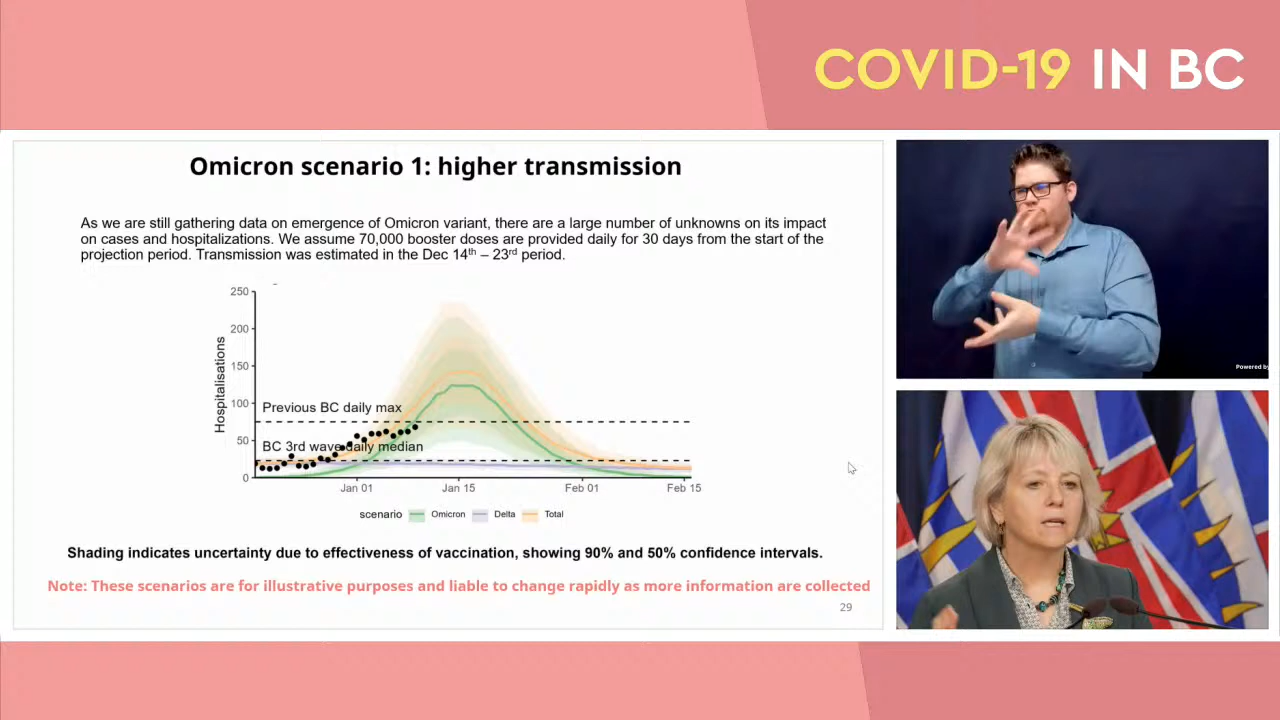 COVID-19 IN BC
Omicron scenario 1: higher transmission
As we are still gathering data on emergence of Omicron variant, there are a large number of unknowns on its impact
on cases and hospitalizations. We assume 70,000 booster doses are provided daily for 30 days from the start of the
projection period. Transmission was estimated in the Dec 14th – 23rd period.
250
200
150
100
50
0
Hospitalisations
Previous BC daily max
BC 3rd wave daily median
Jan 01 Jan 15 Feb 01 Feb 15
scenario Omicron Delta Total
Shading indicates uncertainty due to effectiveness of vaccination, showing 90% and 50% confidence intervals.
Note: These scenarios are for illustrative purposes and liable to change rapidly as more information are collected
29
Powered by